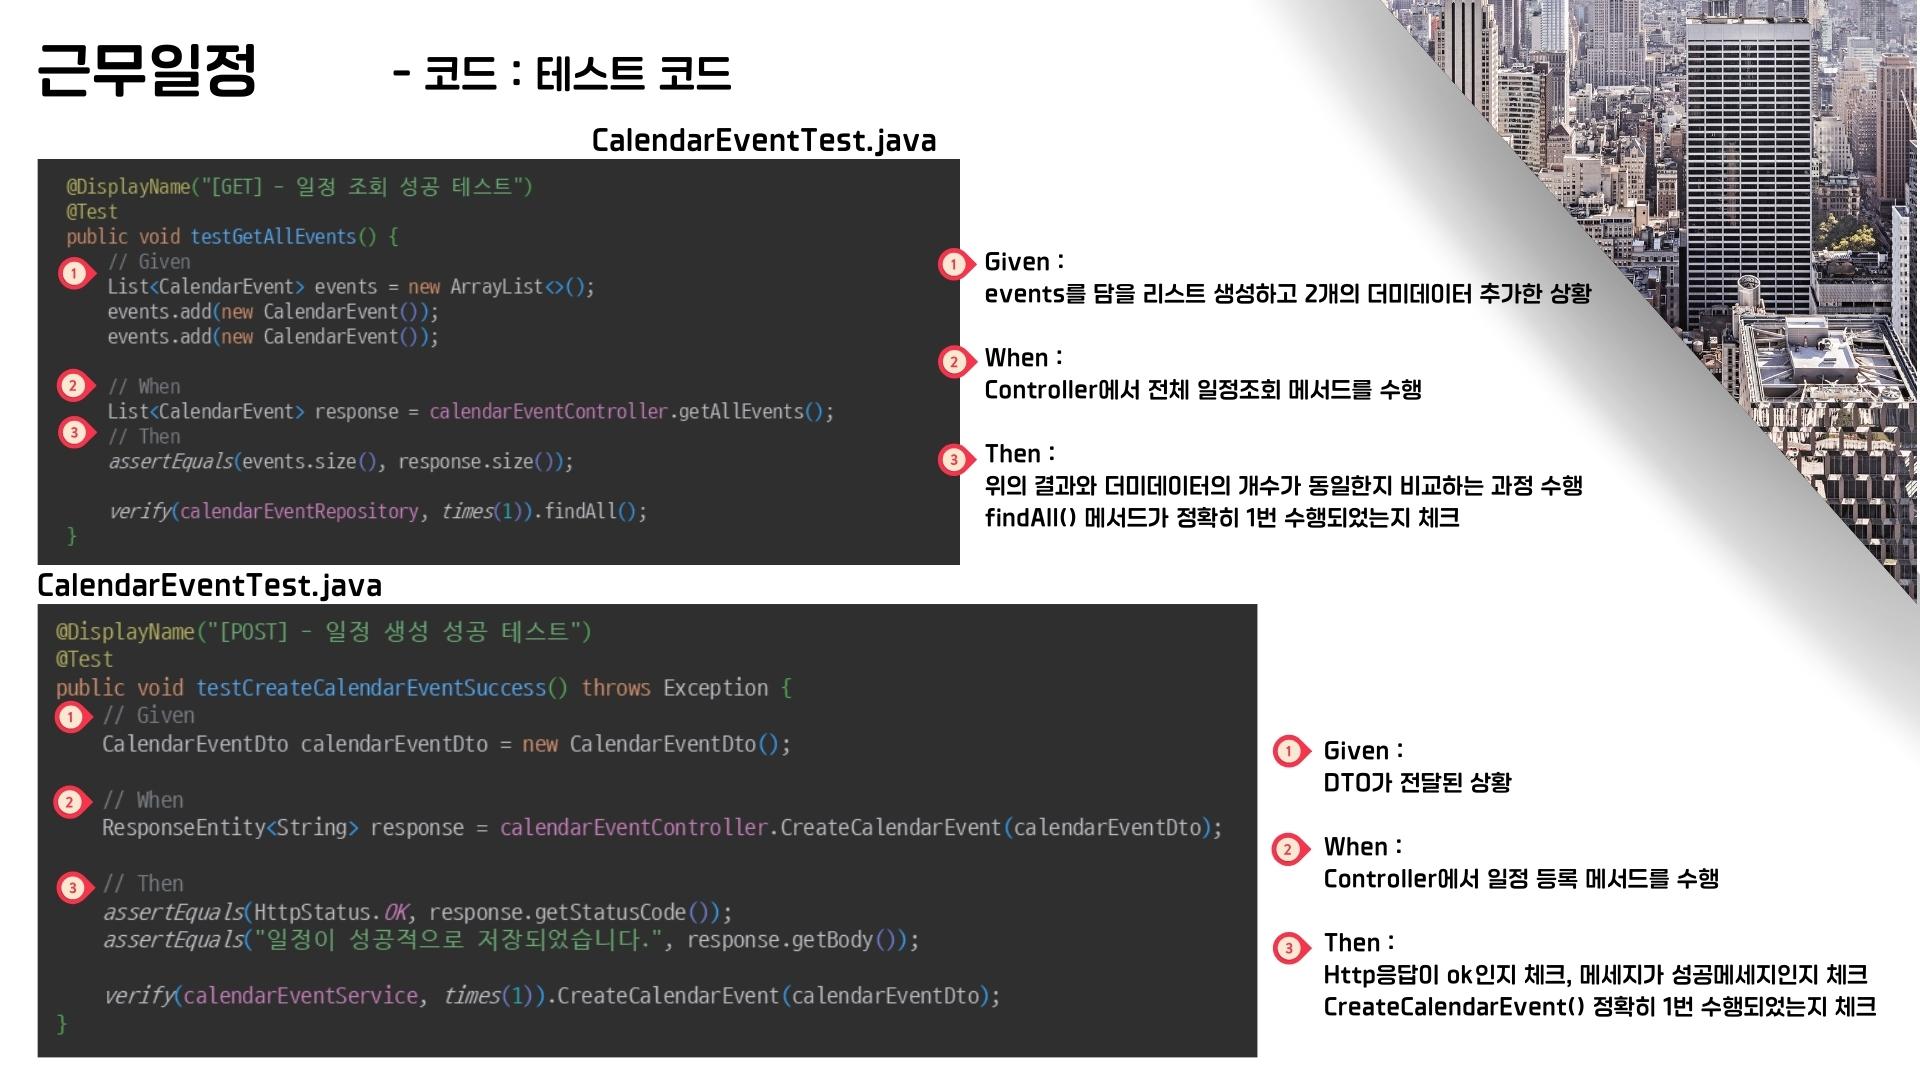 근무일정
- 코드 : 테스트 코드
CalendarEventTest.java
@DisplayName("[GET] - 일정 조회 성공 테스트")
@Test
public void testGetAllEvents() {
1 // Given
List<CalendarEvent> events = new ArrayList<>();
events.add(new CalendarEvent());
events.add(new CalendarEvent());
2 // When
List<CalendarEvent> response = calendarEventController.getAllEvents();
3 // Then
assertEquals(events.size(), response.size());
verify(calendarEventRepository, times(1)).findAll();
}
1 Given :
events를 담을 리스트 생성하고 2개의 더미데이터 추가한 상황
2 When :
Controller에서 전체 일정조회 메서드를 수행
3 Then :
위의 결과와 더미데이터의 개수가 동일한지 비교하는 과정 수행
findAll() 메서드가 정확히 1번 수행되었는지 체크
CalendarEventTest.java
@DisplayName("[POST] - 일정 생성 성공 테스트")
@Test
public void testCreateCalendarEventSuccess() throws Exception {
1 // Given
CalendarEventDto calendarEventDto = new CalendarEventDto();
2 // When
ResponseEntity<String> response = calendarEventController.CreateCalendarEvent(calendarEventDto);
3 // Then
assertEquals(HttpStatus.OK, response.getStatusCode());
assertEquals("일정이 성공적으로 저장되었습니다.", response.getBody());
verify(calendarEventService, times(1)).CreateCalendarEvent(calendarEventDto);
}
1 Given :
DTO가 전달된 상황
2 When :
Controller에서 일정 등록 메서드를 수행
3 Then :
Http응답이 ok인지 체크, 메세지가 성공메세지인지 체크
CreateCalendarEvent() 정확히 1번 수행되었는지 체크